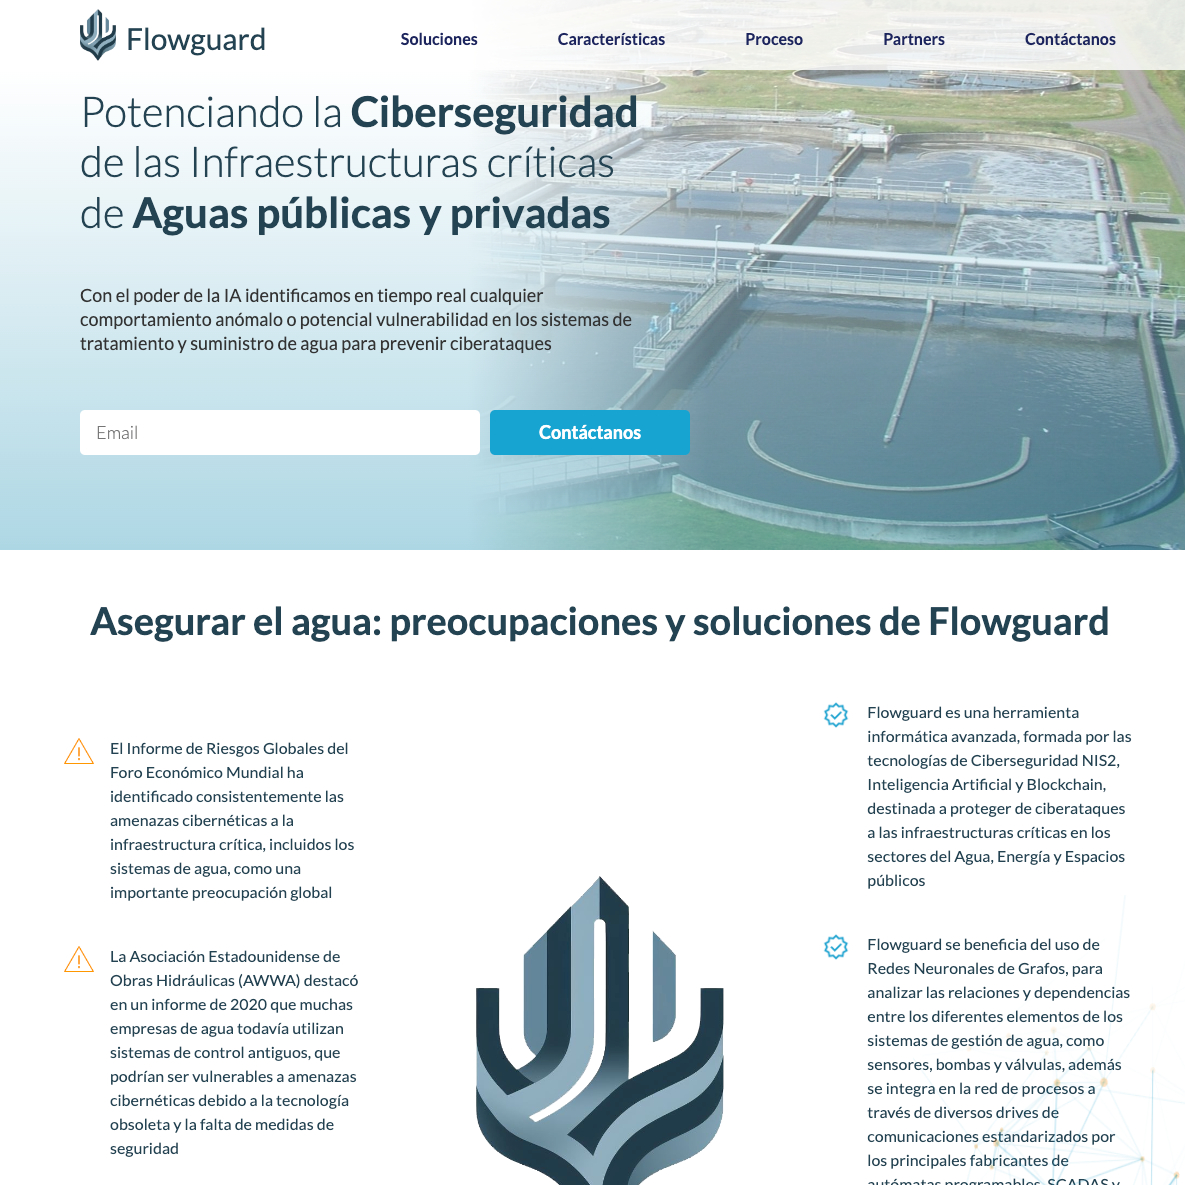 Flowguard
Soluciones
Características
Proceso
Partners
Contáctanos
Potenciando la Ciberseguridad
de las Infraestructuras críticas
de Aguas públicas y privadas
Con el poder de la IA identificamos en tiempo real cualquier
comportamiento anómalo o potencial vulnerabilidad en los sistemas de
tratamiento y suministro de agua para prevenir ciberataques
Email
Contáctanos
Asegurar el agua: preocupaciones y soluciones de Flowguard
El Informe de Riesgos Globales del
Foro Económico Mundial ha
identificado consistentemente las
amenazas cibernéticas a la
infraestructura crítica, incluidos los
sistemas de agua, como una
importante preocupación global
La Asociación Estadounidense de
Obras Hidráulicas (AWWA) destacó
en un informe de 2020 que muchas
empresas de agua todavía utilizan
sistemas de control antiguos, que
podrían ser vulnerables a amenazas
cibernéticas debido a la tecnología
obsoleta y la falta de medidas de
seguridad
Flowguard es una herramienta
informática avanzada, formada por las
tecnologías de Ciberseguridad NIS2,
Inteligencia Artificial y Blockchain,
destinada a proteger de ciberataques
a las infraestructuras críticas en los
sectores del Agua, Energía y Espacios
públicos
Flowguard se beneficia del uso de
Redes Neuronales de Grafos, para
analizar las relaciones y dependencias
entre los diferentes elementos de los
sistemas de gestión de agua, como
sensores, bombas y válvulas, además
se integra en la red de procesos a
través de diversos drives de
comunicaciones estandarizados por
los principales fabricantes de
autómatas programables, SCADAS y